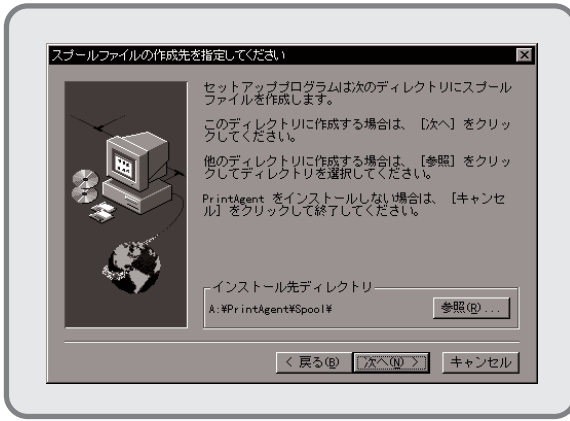 スプールファイルの作成先を指定してください
セットアッププログラムは次のディレクトリにスプール
ファイルを作成します。
このディレクトリに作成する場合は、［次へ］をクリッ
クしてください。
他のディレクトリに作成する場合は、［参照］をクリッ
クしてディレクトリを選択してください。
PrintAgent をインストールしない場合は、［キャンセ
ル］をクリックして終了してください。
インストール先ディレクトリ
A:¥PrintAgent¥Spool¥
参照(R)...
< 戻る(B)
次へ(N) >
キャンセル